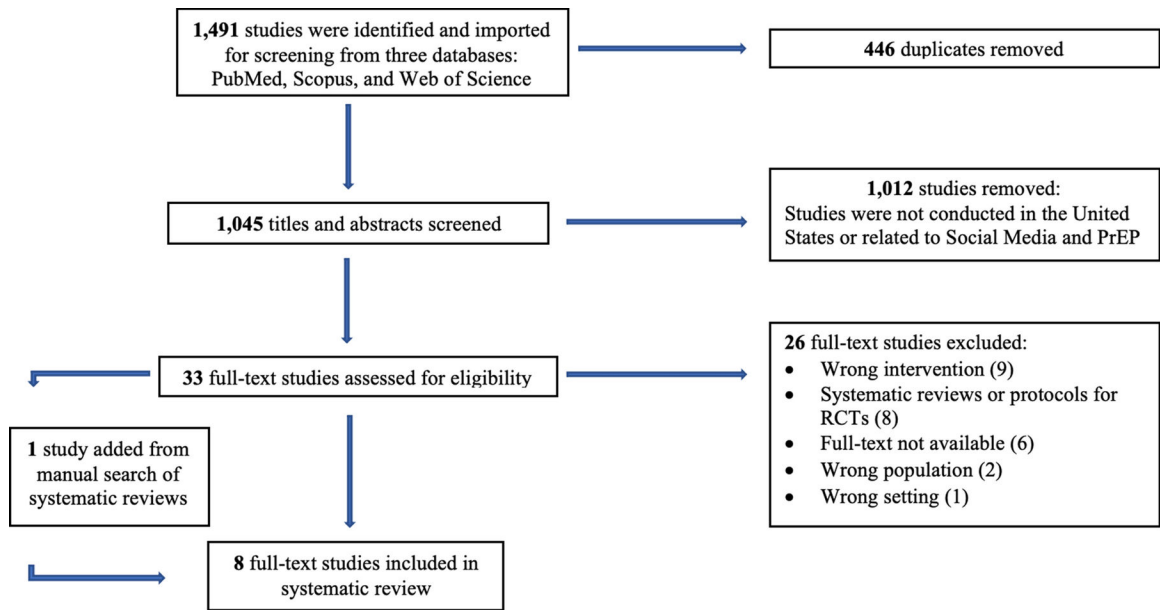 1,491 studies were identified and imported
for screening from three databases:
PubMed, Scopus, and Web of Science
446 duplicates removed
1,045 titles and abstracts screened
1,012 studies removed:
Studies were not conducted in the United
States or related to Social Media and PrEP
33 full-text studies assessed for eligibility
26 full-text studies excluded:
• Wrong intervention (9)
• Systematic reviews or protocols for
RCTs (8)
• Full-text not available (6)
• Wrong population (2)
• Wrong setting (1)
1 study added from
manual search of
systematic reviews
8 full-text studies included in
systematic review